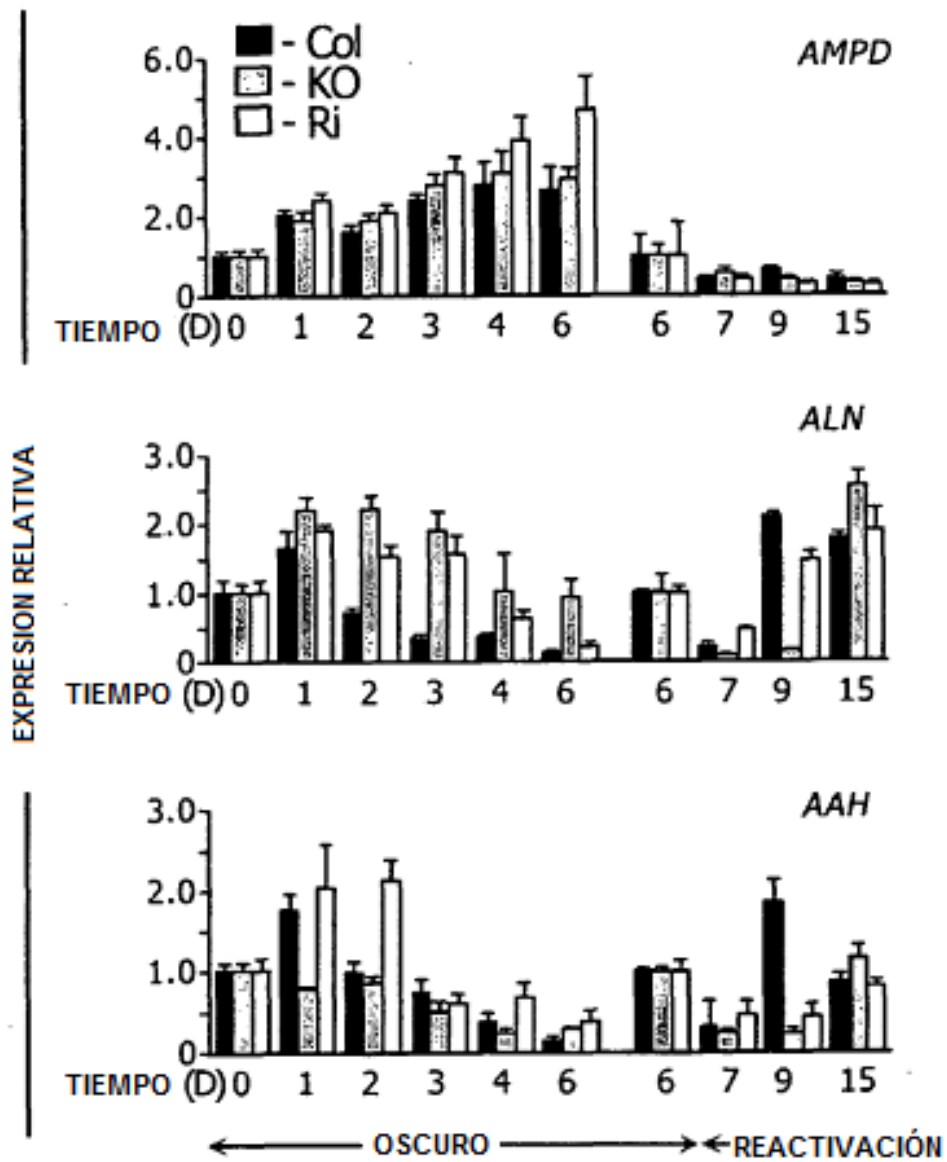 - Col
- KO
- Ri
AMPD
6.0
4.0
2.0
0
TIEMPO (D) 0 1 2 3 4 6 6 7 9 15
ALN
3.0
2.0
1.0
0
TIEMPO (D) 0 1 2 3 4 6 6 7 9 15
EXPRESION RELATIVA
AAH
3.0
2.0
1.0
0
TIEMPO (D) 0 1 2 3 4 6 6 7 9 15
OSCURO REACTIVACIÓN